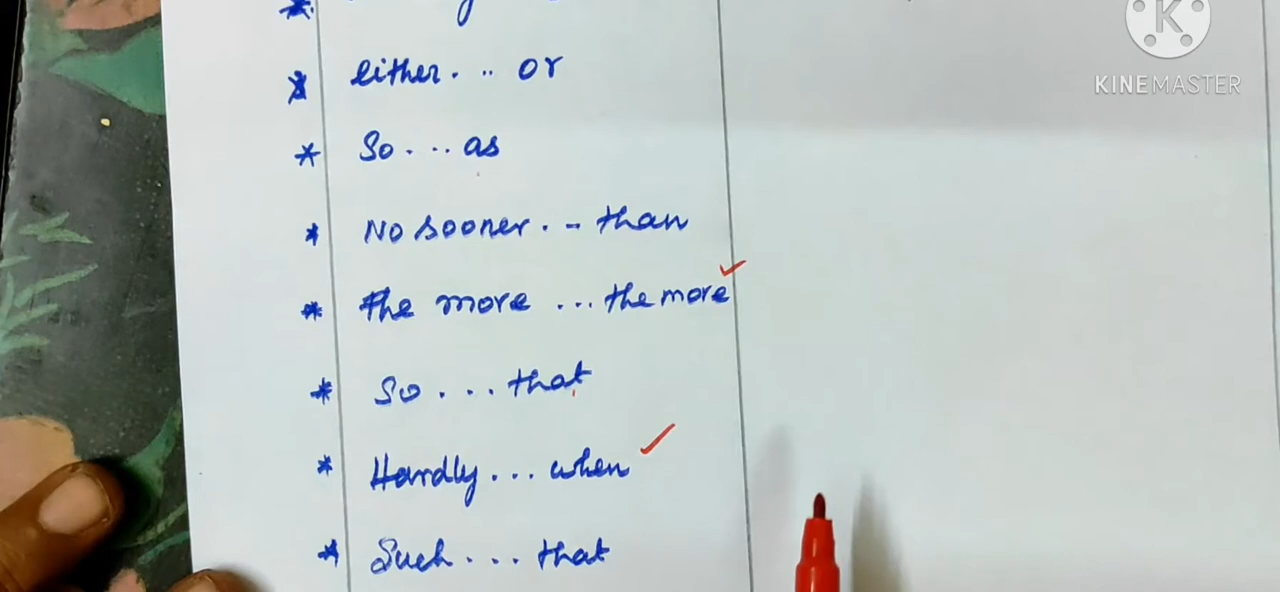 K
KINEMASTER
* either... or
* So... as
* No sooner.. than
* The more ... the more ✓
* So... that
* Hardly... when ✓
* Such... that